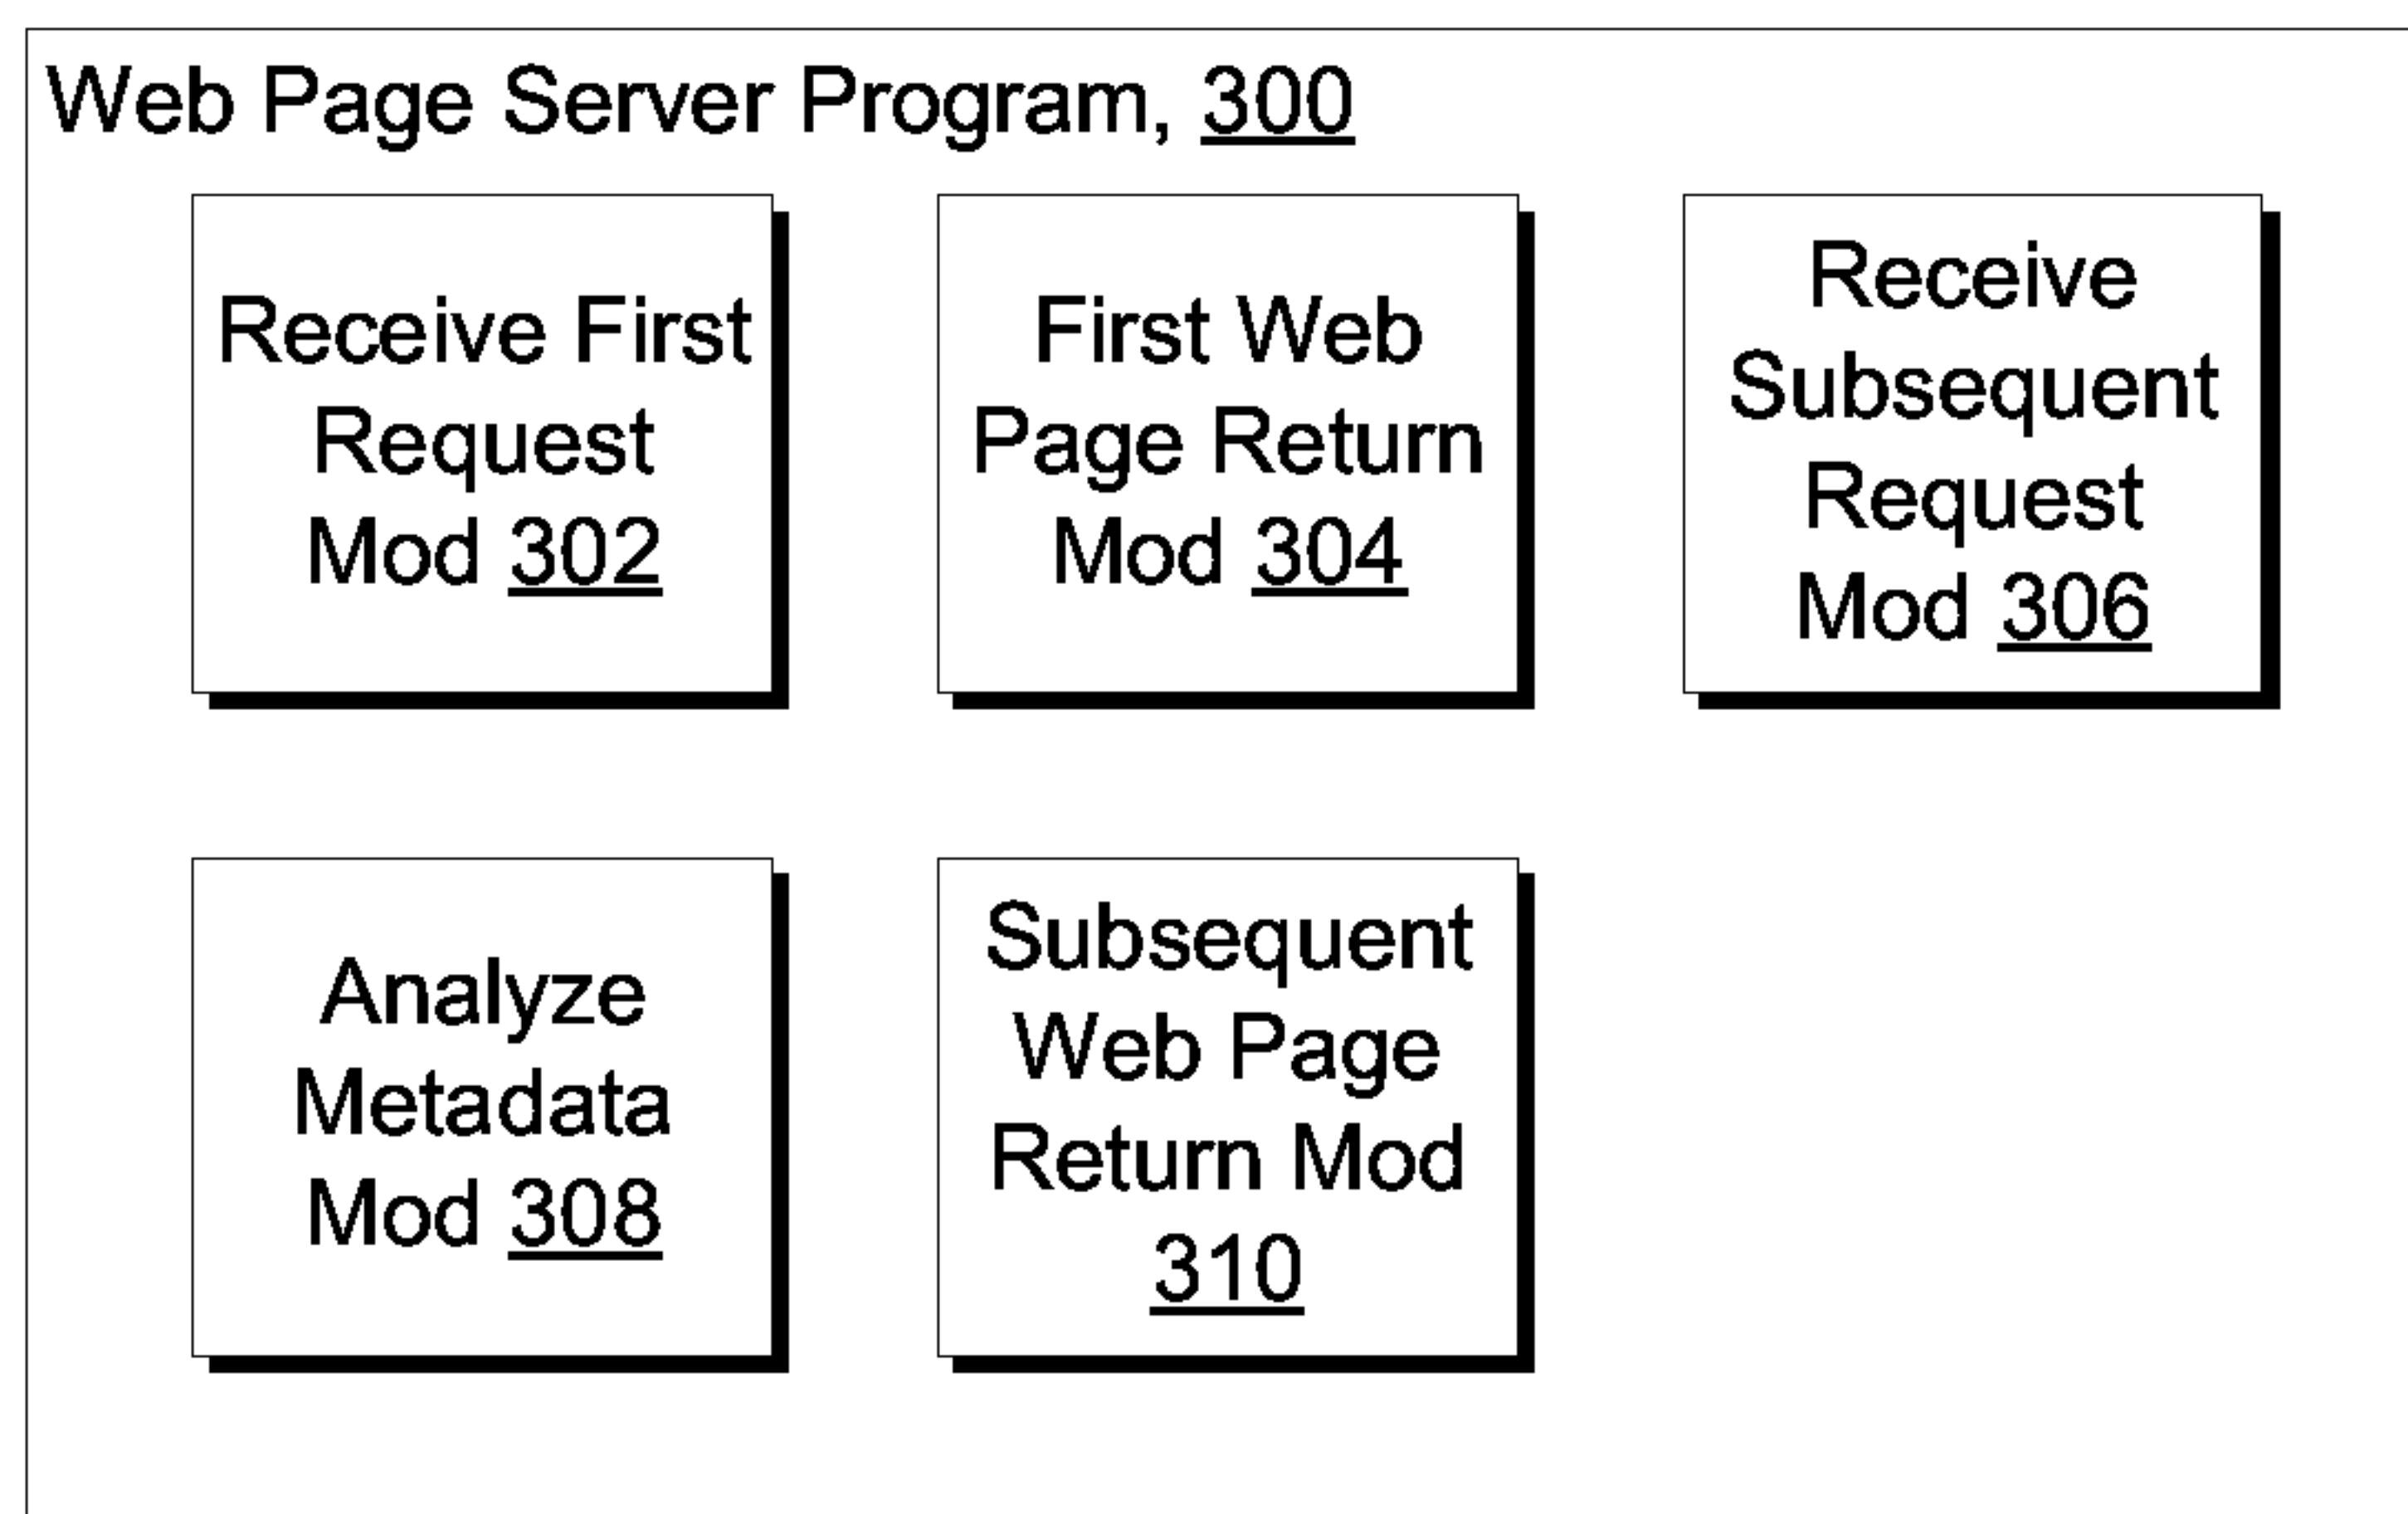 Web Page Server Program, 300
Receive First
Request
Mod 302
First Web
Page Return
Mod 304
Receive
Subsequent
Request
Mod 306
Analyze
Metadata
Mod 308
Subsequent
Web Page
Return Mod
310